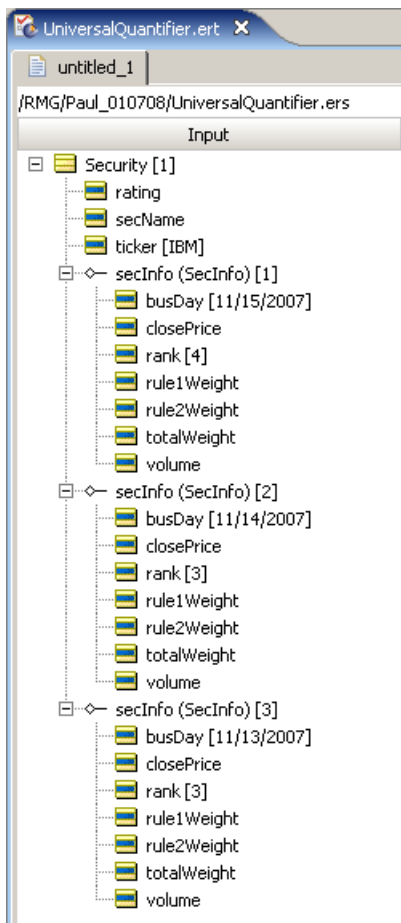 UniversalQuantifier.ert
untitled_1
/RMG/Paul_010708/UniversalQuantifier.ers
Input
Security [1]
rating
secName
ticker [IBM]
secInfo (SecInfo) [1]
busDay [11/15/2007]
closePrice
rank [4]
rule1Weight
rule2Weight
totalWeight
volume
secInfo (SecInfo) [2]
busDay [11/14/2007]
closePrice
rank [3]
rule1Weight
rule2Weight
totalWeight
volume
secInfo (SecInfo) [3]
busDay [11/13/2007]
closePrice
rank [3]
rule1Weight
rule2Weight
totalWeight
volume